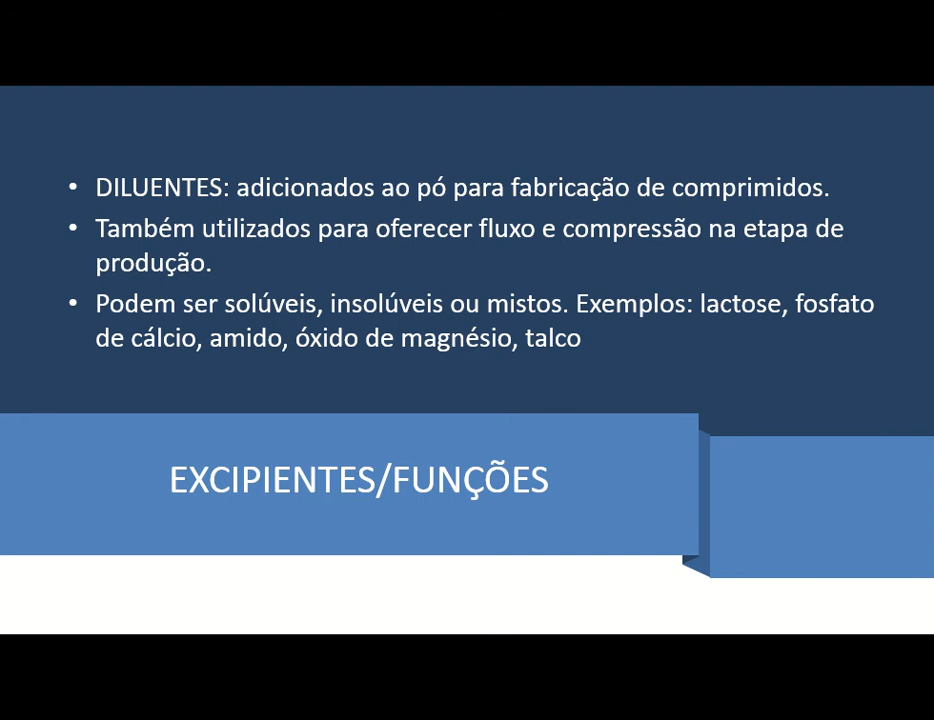 • DILUENTES: adicionados ao pó para fabricação de comprimidos.
• Também utilizados para oferecer fluxo e compressão na etapa de
produção.
• Podem ser solúveis, insolúveis ou mistos. Exemplos: lactose, fosfato
de cálcio, amido, óxido de magnésio, talco
EXCIPIENTES/FUNÇÕES